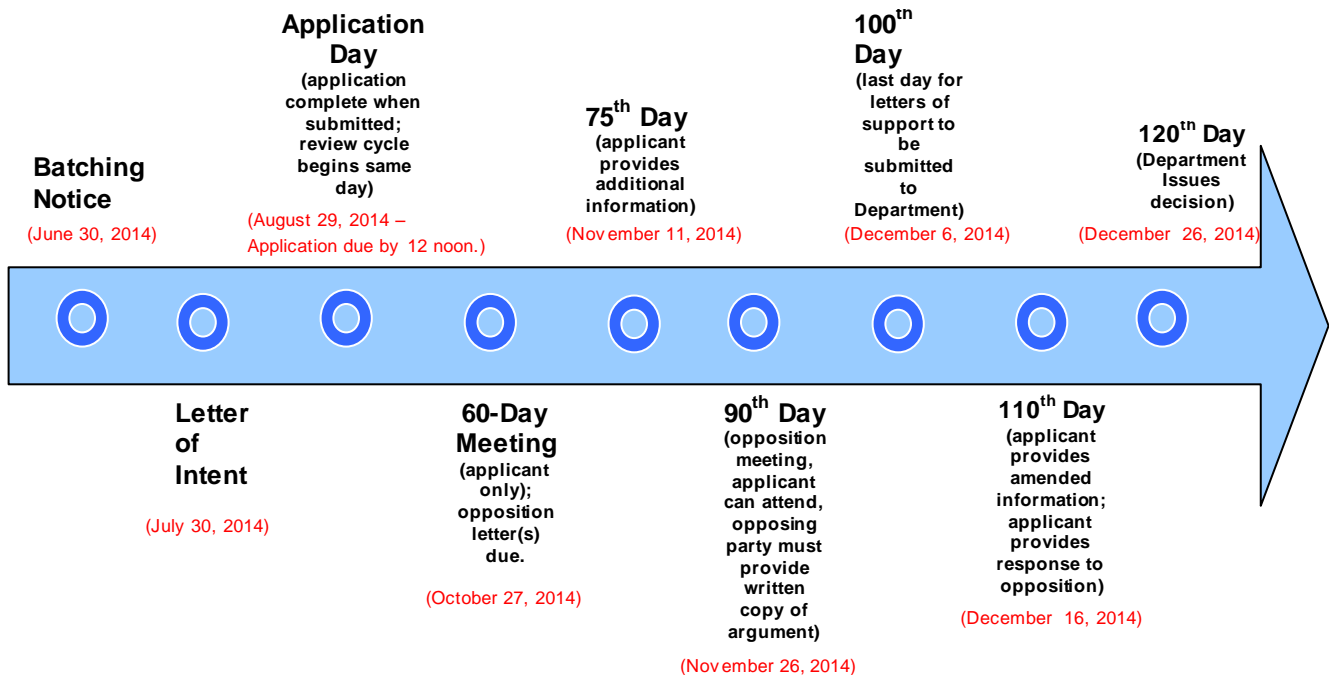 Batching
Notice
(June 30, 2014)
Letter
of
Intent
(July 30, 2014)
Application
Day
(application
complete when
submitted;
review cycle
begins same
day)
(August 29, 2014 –
Application due by 12 noon.)
60-Day
Meeting
(applicant
only);
opposition
letter(s)
due.
(October 27, 2014)
75th Day
(applicant
provides
additional
information)
(November 11, 2014)
90th Day
(opposition
meeting,
applicant
can attend,
opposing
party must
provide
written
copy of
argument)
(November 26, 2014)
100th
Day
(last day for
letters of
support to
be
submitted
to
Department)
(December 6, 2014)
110th Day
(applicant
provides
amended
information;
applicant
provides
response to
opposition)
(December 16, 2014)
120th Day
(Department
Issues
decision)
(December 26, 2014)